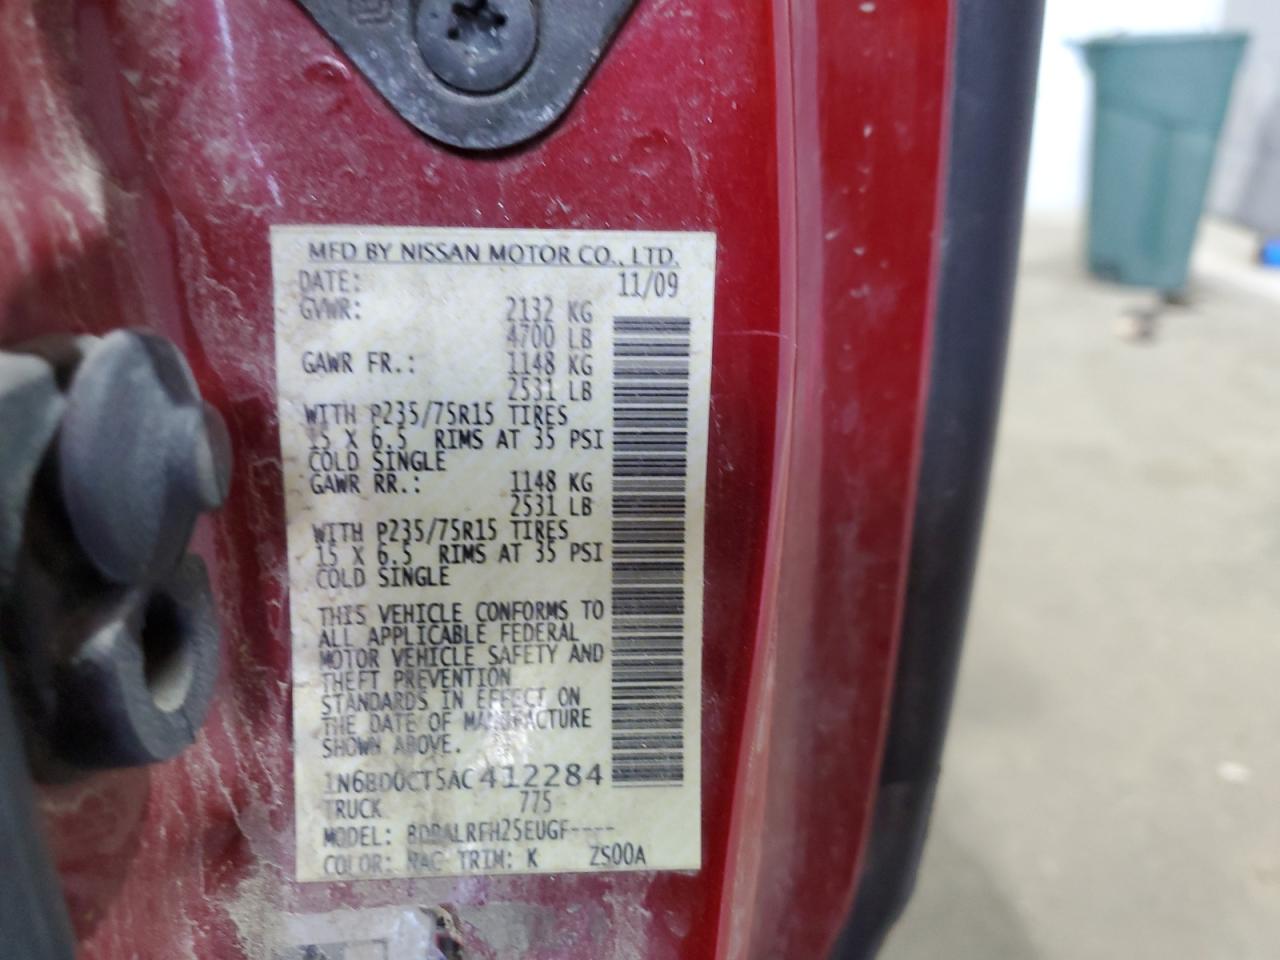 MFD BY NISSAN MOTOR CO., LTD.
DATE: 11/09
GVWR: 2132 KG
4700 LB
GAWR FR.: 1148 KG
2531 LB
WITH P235/75R15 TIRES
15 X 6.5 RIMS AT 35 PSI
COLD SINGLE
GAWR RR.: 1148 KG
2531 LB
WITH P235/75R15 TIRES
15 X 6.5 RIMS AT 35 PSI
COLD SINGLE
THIS VEHICLE CONFORMS TO
ALL APPLICABLE FEDERAL
MOTOR VEHICLE SAFETY AND
THEFT PREVENTION
STANDARDS IN EFFECT ON
THE DATE OF MANUFACTURE
SHOWN ABOVE.
1N6BD0CT5AC412284
TRUCK 775
MODEL:
COLOR: TRIM: K ZS00A